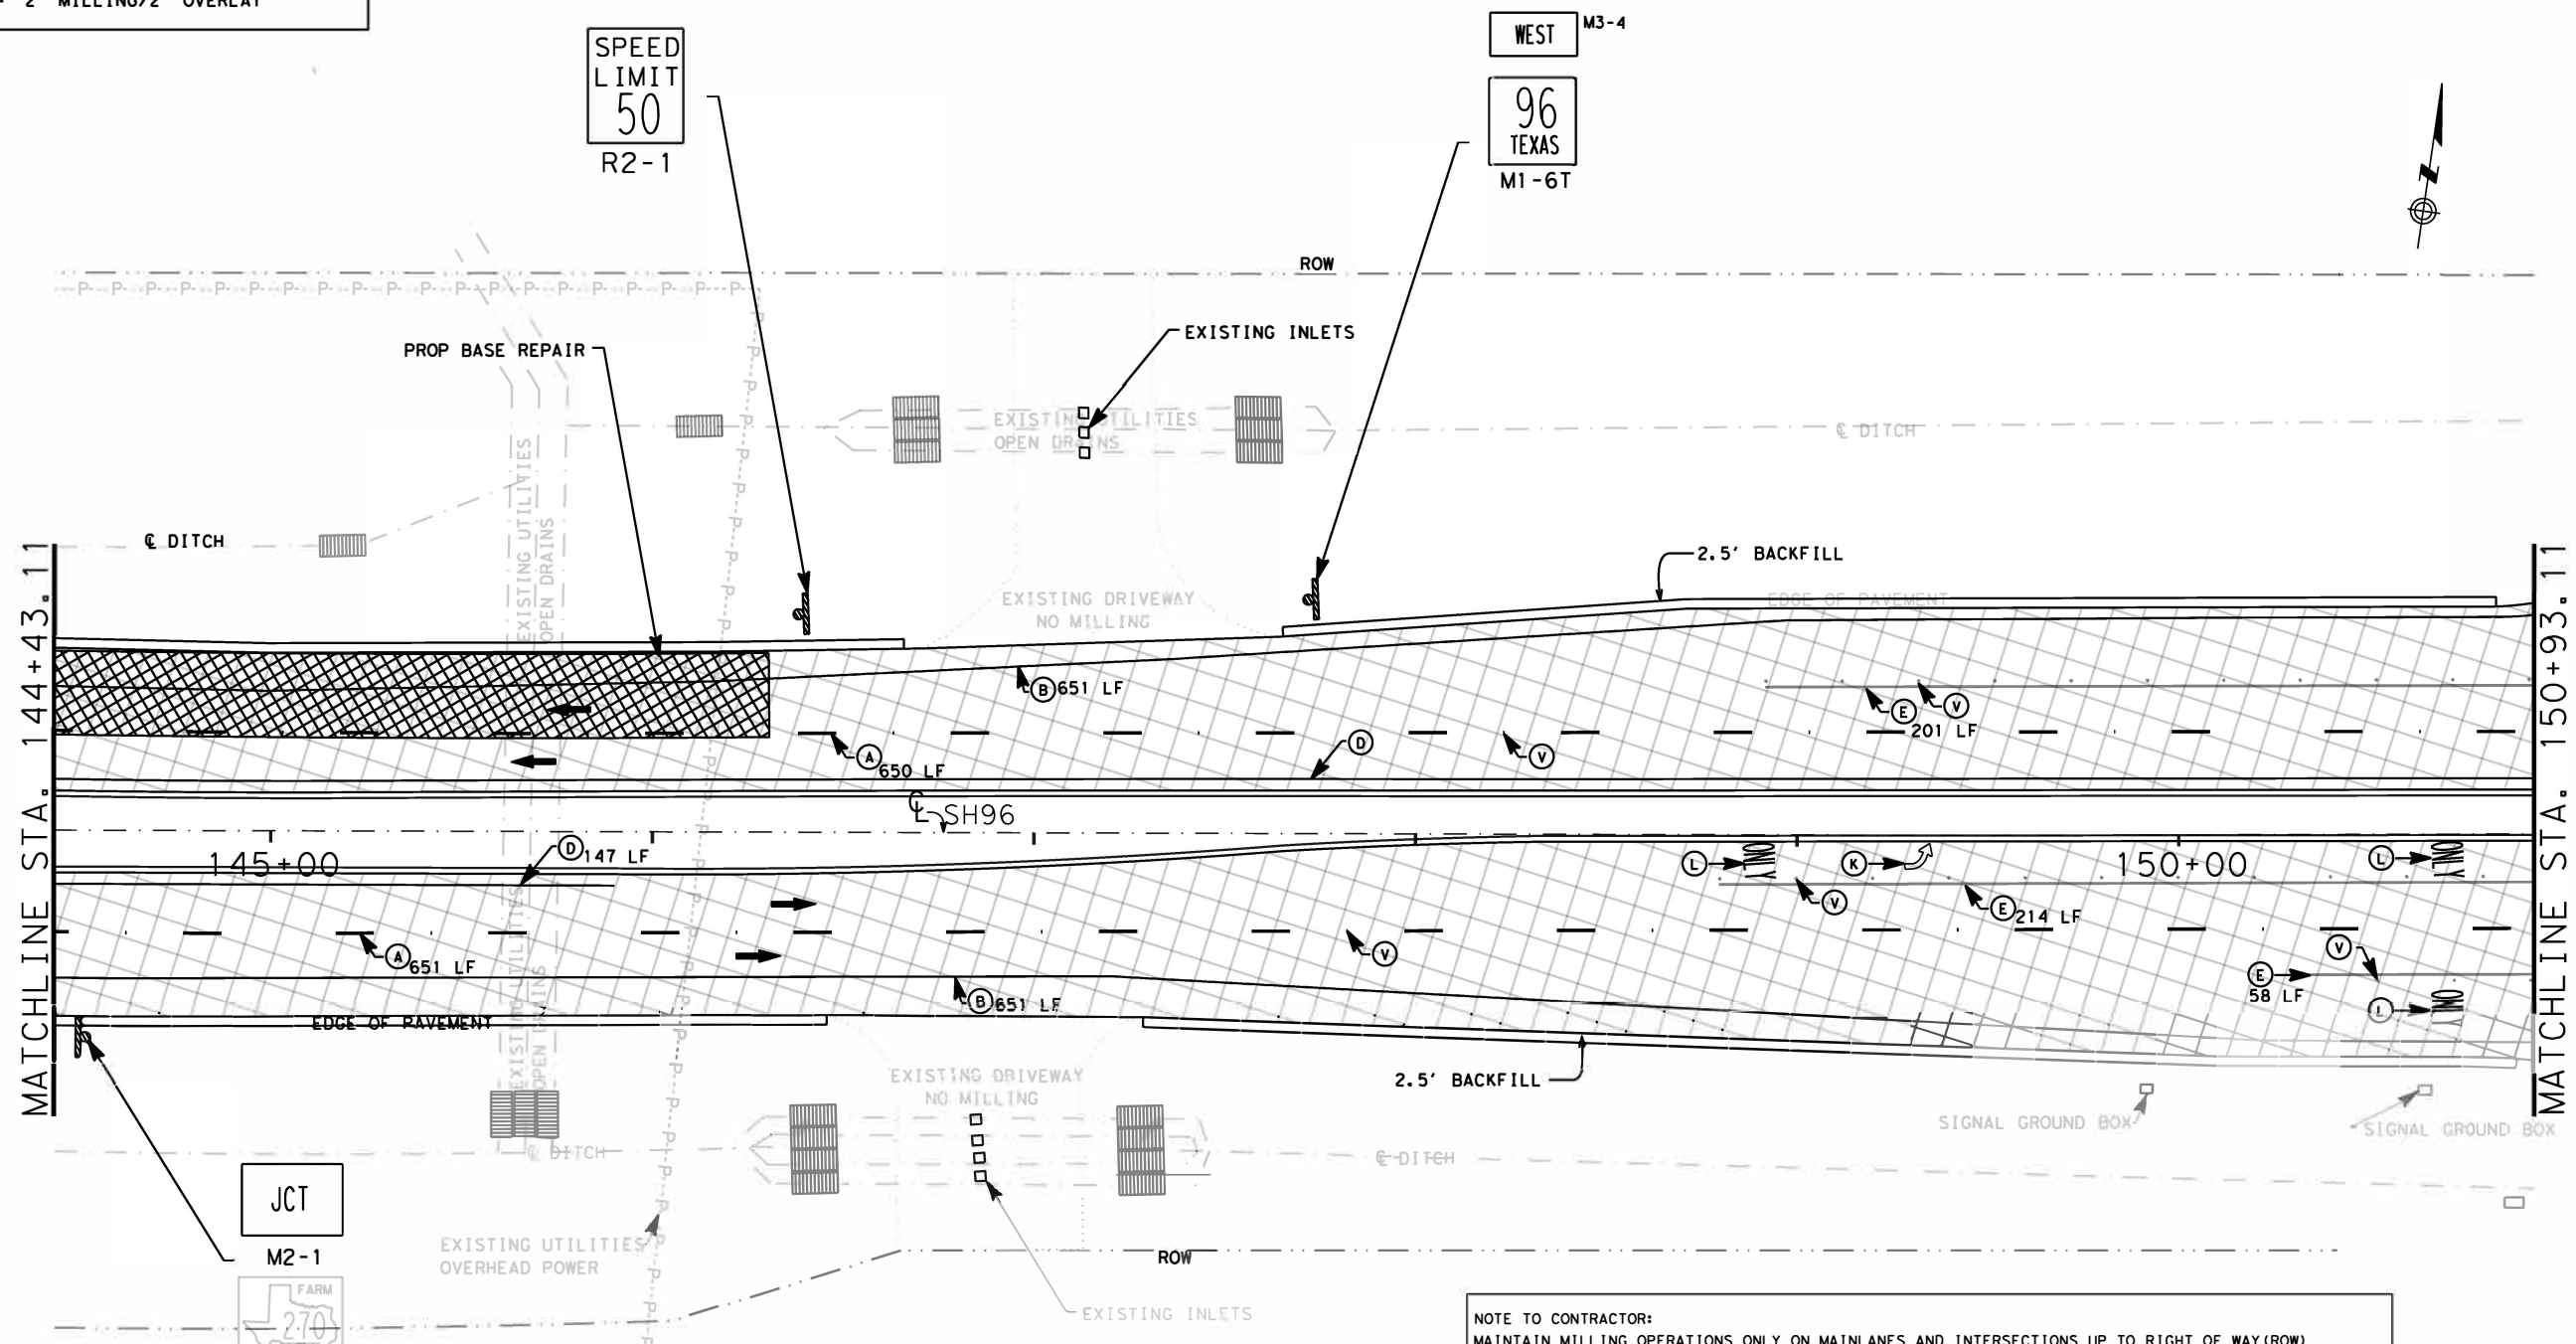 2" MILLING/2" OVERLAY
SPEED
LIMIT
50
R2-1
WEST
M3-4
96
TEXAS
M1-6T
N
ROW
EXISTING INLETS
PROP BASE REPAIR
EXISTING UTILITIES
OPEN DRAINS
℄ DITCH
EXISTING UTILITIES
OPEN DRAINS
℄ DITCH
2.5' BACKFILL
EXISTING DRIVEWAY
NO MILLING
EDGE OF PAVEMENT
MATCHLINE STA. 144+43.11
MATCHLINE STA. 150+93.11
B 651 LF
E 201 LF
V
A 650 LF
D
V
℄ SH96
145+00
D 147 LF
L
ONLY
K
150+00
L
ONLY
V
E 214 LF
A 651 LF
V
V
E
58 LF
B 651 LF
L
ONLY
EDGE OF PAVEMENT
EXISTING UTILITIES
OPEN DRAINS
EXISTING DRIVEWAY
NO MILLING
2.5' BACKFILL
SIGNAL GROUND BOX
SIGNAL GROUND BOX
℄ DITCH
℄ DITCH
JCT
M2-1
EXISTING UTILITIES
OVERHEAD POWER
ROW
FARM
270
EXISTING INLETS
NOTE TO CONTRACTOR:
MAINTAIN MILLING OPERATIONS ONLY ON MAINLANES AND INTERSECTIONS UP TO RIGHT OF WAY(ROW)